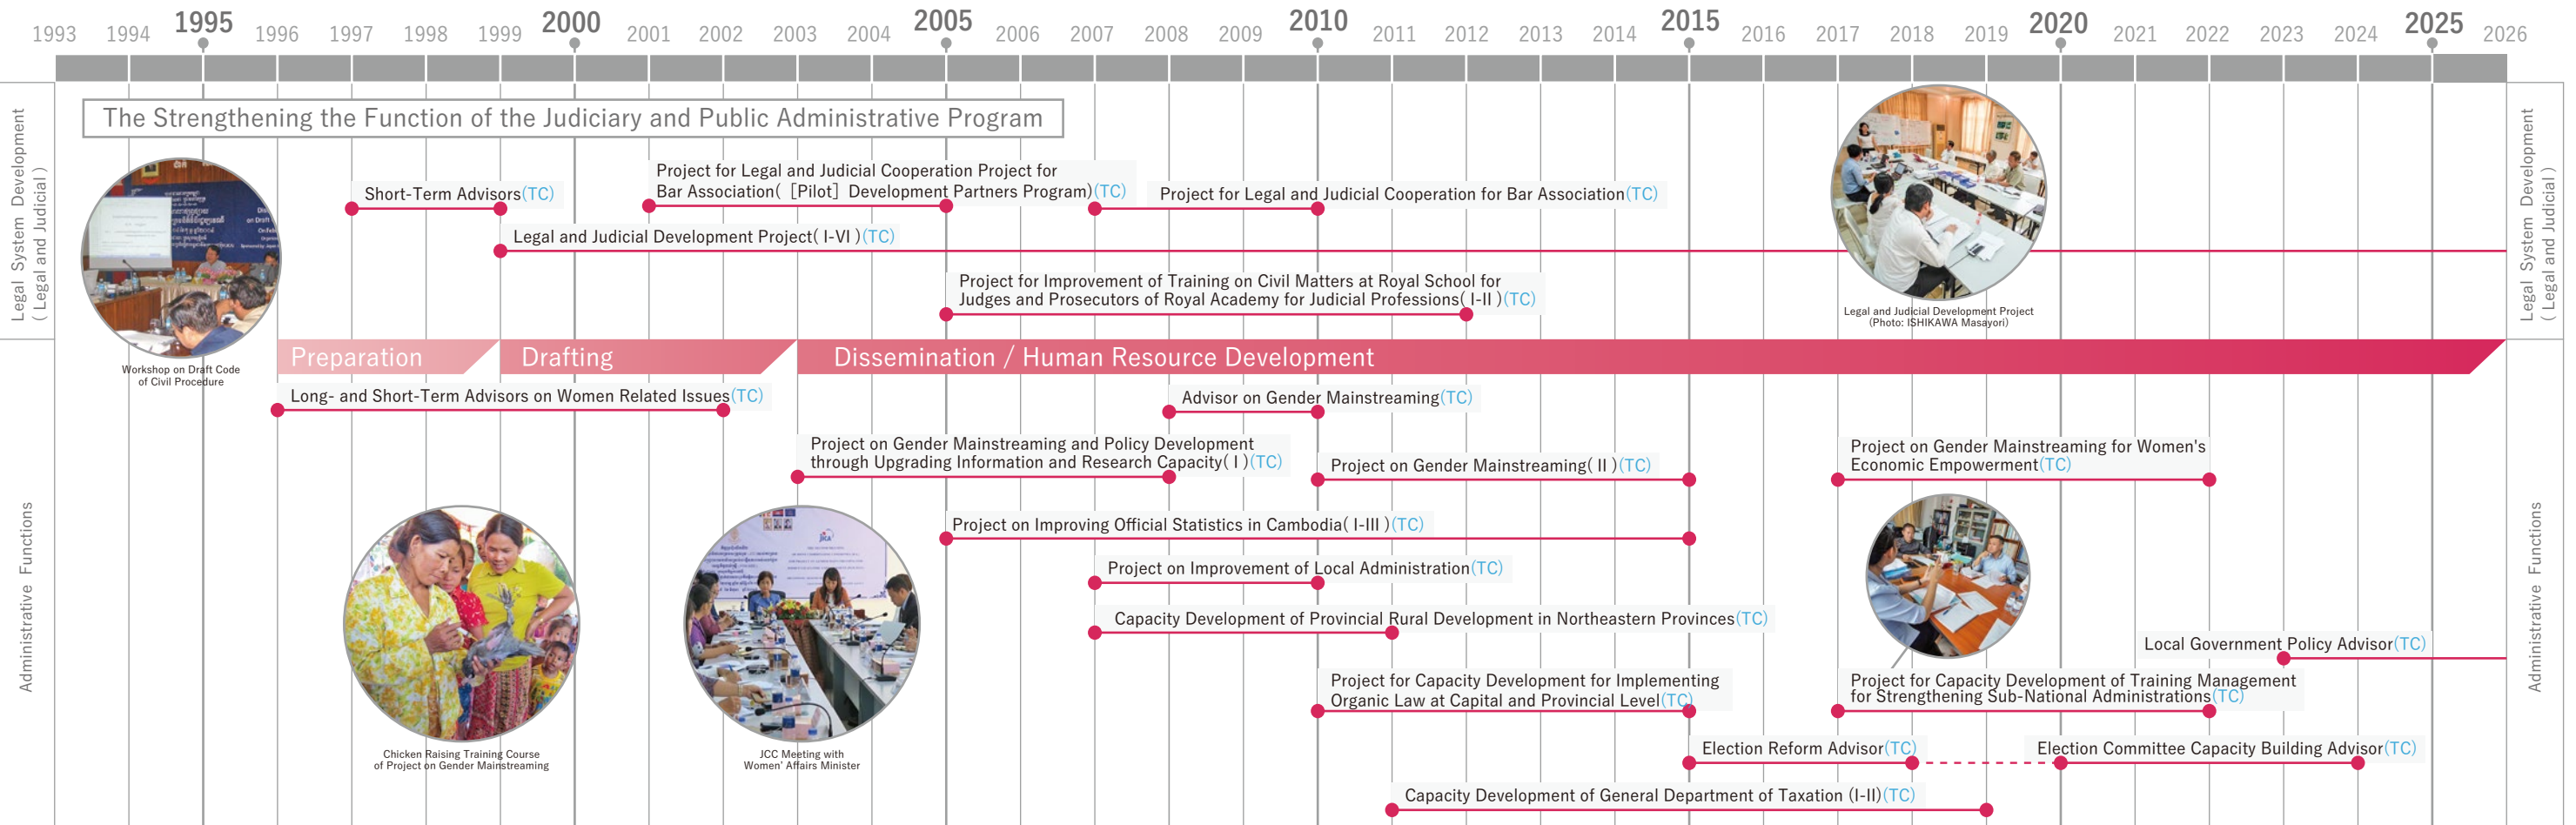 1993 1994 1995 1996 1997 1998 1999 2000 2001 2002 2003 2004 2005 2006 2007 2008 2009 2010 2011 2012 2013 2014 2015 2016 2017 2018 2019 2020 2021 2022 2023 2024 2025 2026
Legal System Development
( Legal and Judicial )
The Strengthening the Function of the Judiciary and Public Administrative Program
Short-Term Advisors(TC)
Project for Legal and Judicial Cooperation Project for
Bar Association(［Pilot］Development Partners Program)(TC)
Project for Legal and Judicial Cooperation for Bar Association(TC)
Legal and Judicial Development Project( I-VI )(TC)
Project for Improvement of Training on Civil Matters at Royal School for
Judges and Prosecutors of Royal Academy for Judicial Professions( I-II )(TC)
Legal and Judicial Development Project
(Photo: ISHIKAWA Masayori)
Legal System Development
( Legal and Judicial )
Workshop on Draft Code
of Civil Procedure
Preparation
Drafting
Dissemination / Human Resource Development
Administrative Functions
Long- and Short-Term Advisors on Women Related Issues(TC)
Advisor on Gender Mainstreaming(TC)
Project on Gender Mainstreaming and Policy Development
through Upgrading Information and Research Capacity( I )(TC)
Project on Gender Mainstreaming( II )(TC)
Project on Gender Mainstreaming for Women's
Economic Empowerment(TC)
Project on Improving Official Statistics in Cambodia( I-III )(TC)
JICA
Project on Improvement of Local Administration(TC)
Capacity Development of Provincial Rural Development in Northeastern Provinces(TC)
Local Government Policy Advisor(TC)
Project for Capacity Development for Implementing
Organic Law at Capital and Provincial Level(TC)
Project for Capacity Development of Training Management
for Strengthening Sub-National Administrations(TC)
Chicken Raising Training Course
of Project on Gender Mainstreaming
JCC Meeting with
Women' Affairs Minister
Election Reform Advisor(TC)
Election Committee Capacity Building Advisor(TC)
Capacity Development of General Department of Taxation (I-II)(TC)
Administrative Functions